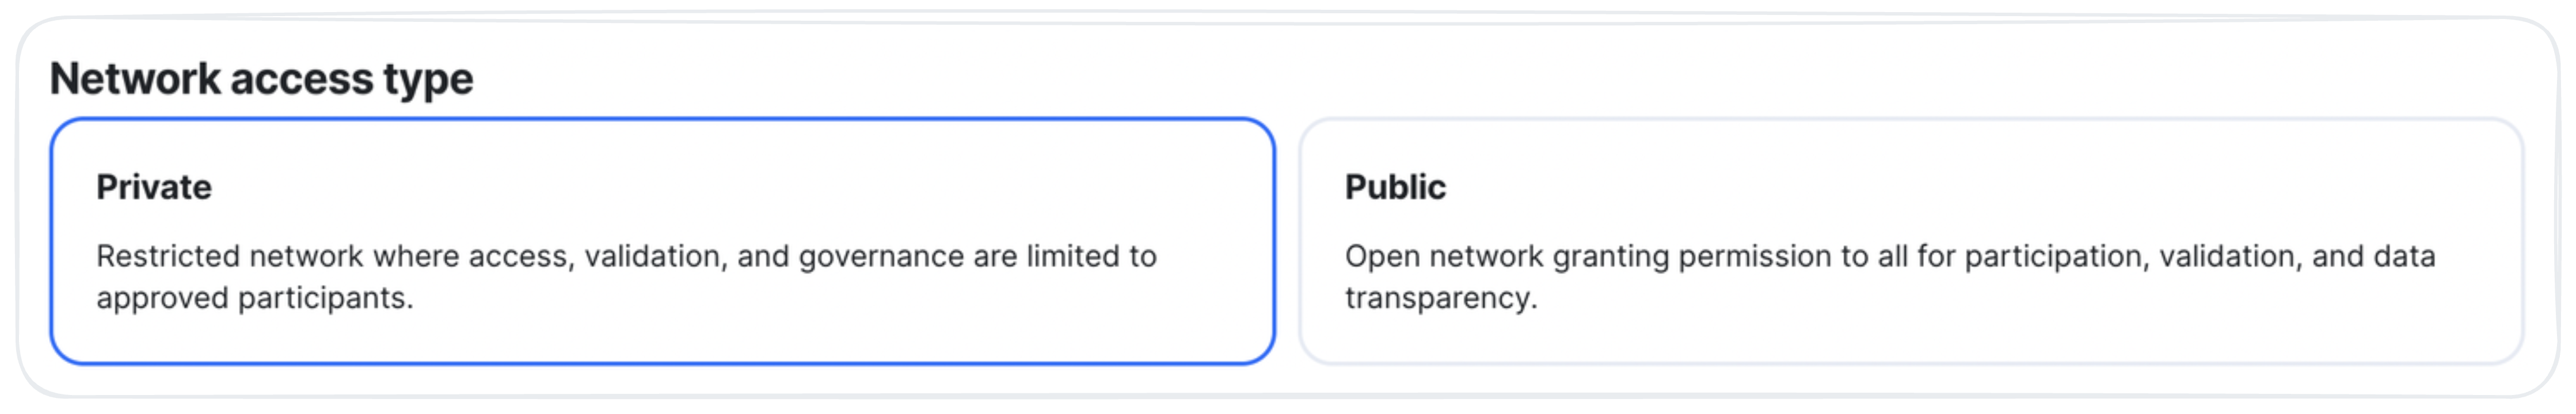 Network access type
Private
Restricted network where access, validation, and governance are limited to
approved participants.
Public
Open network granting permission to all for participation, validation, and data
transparency.